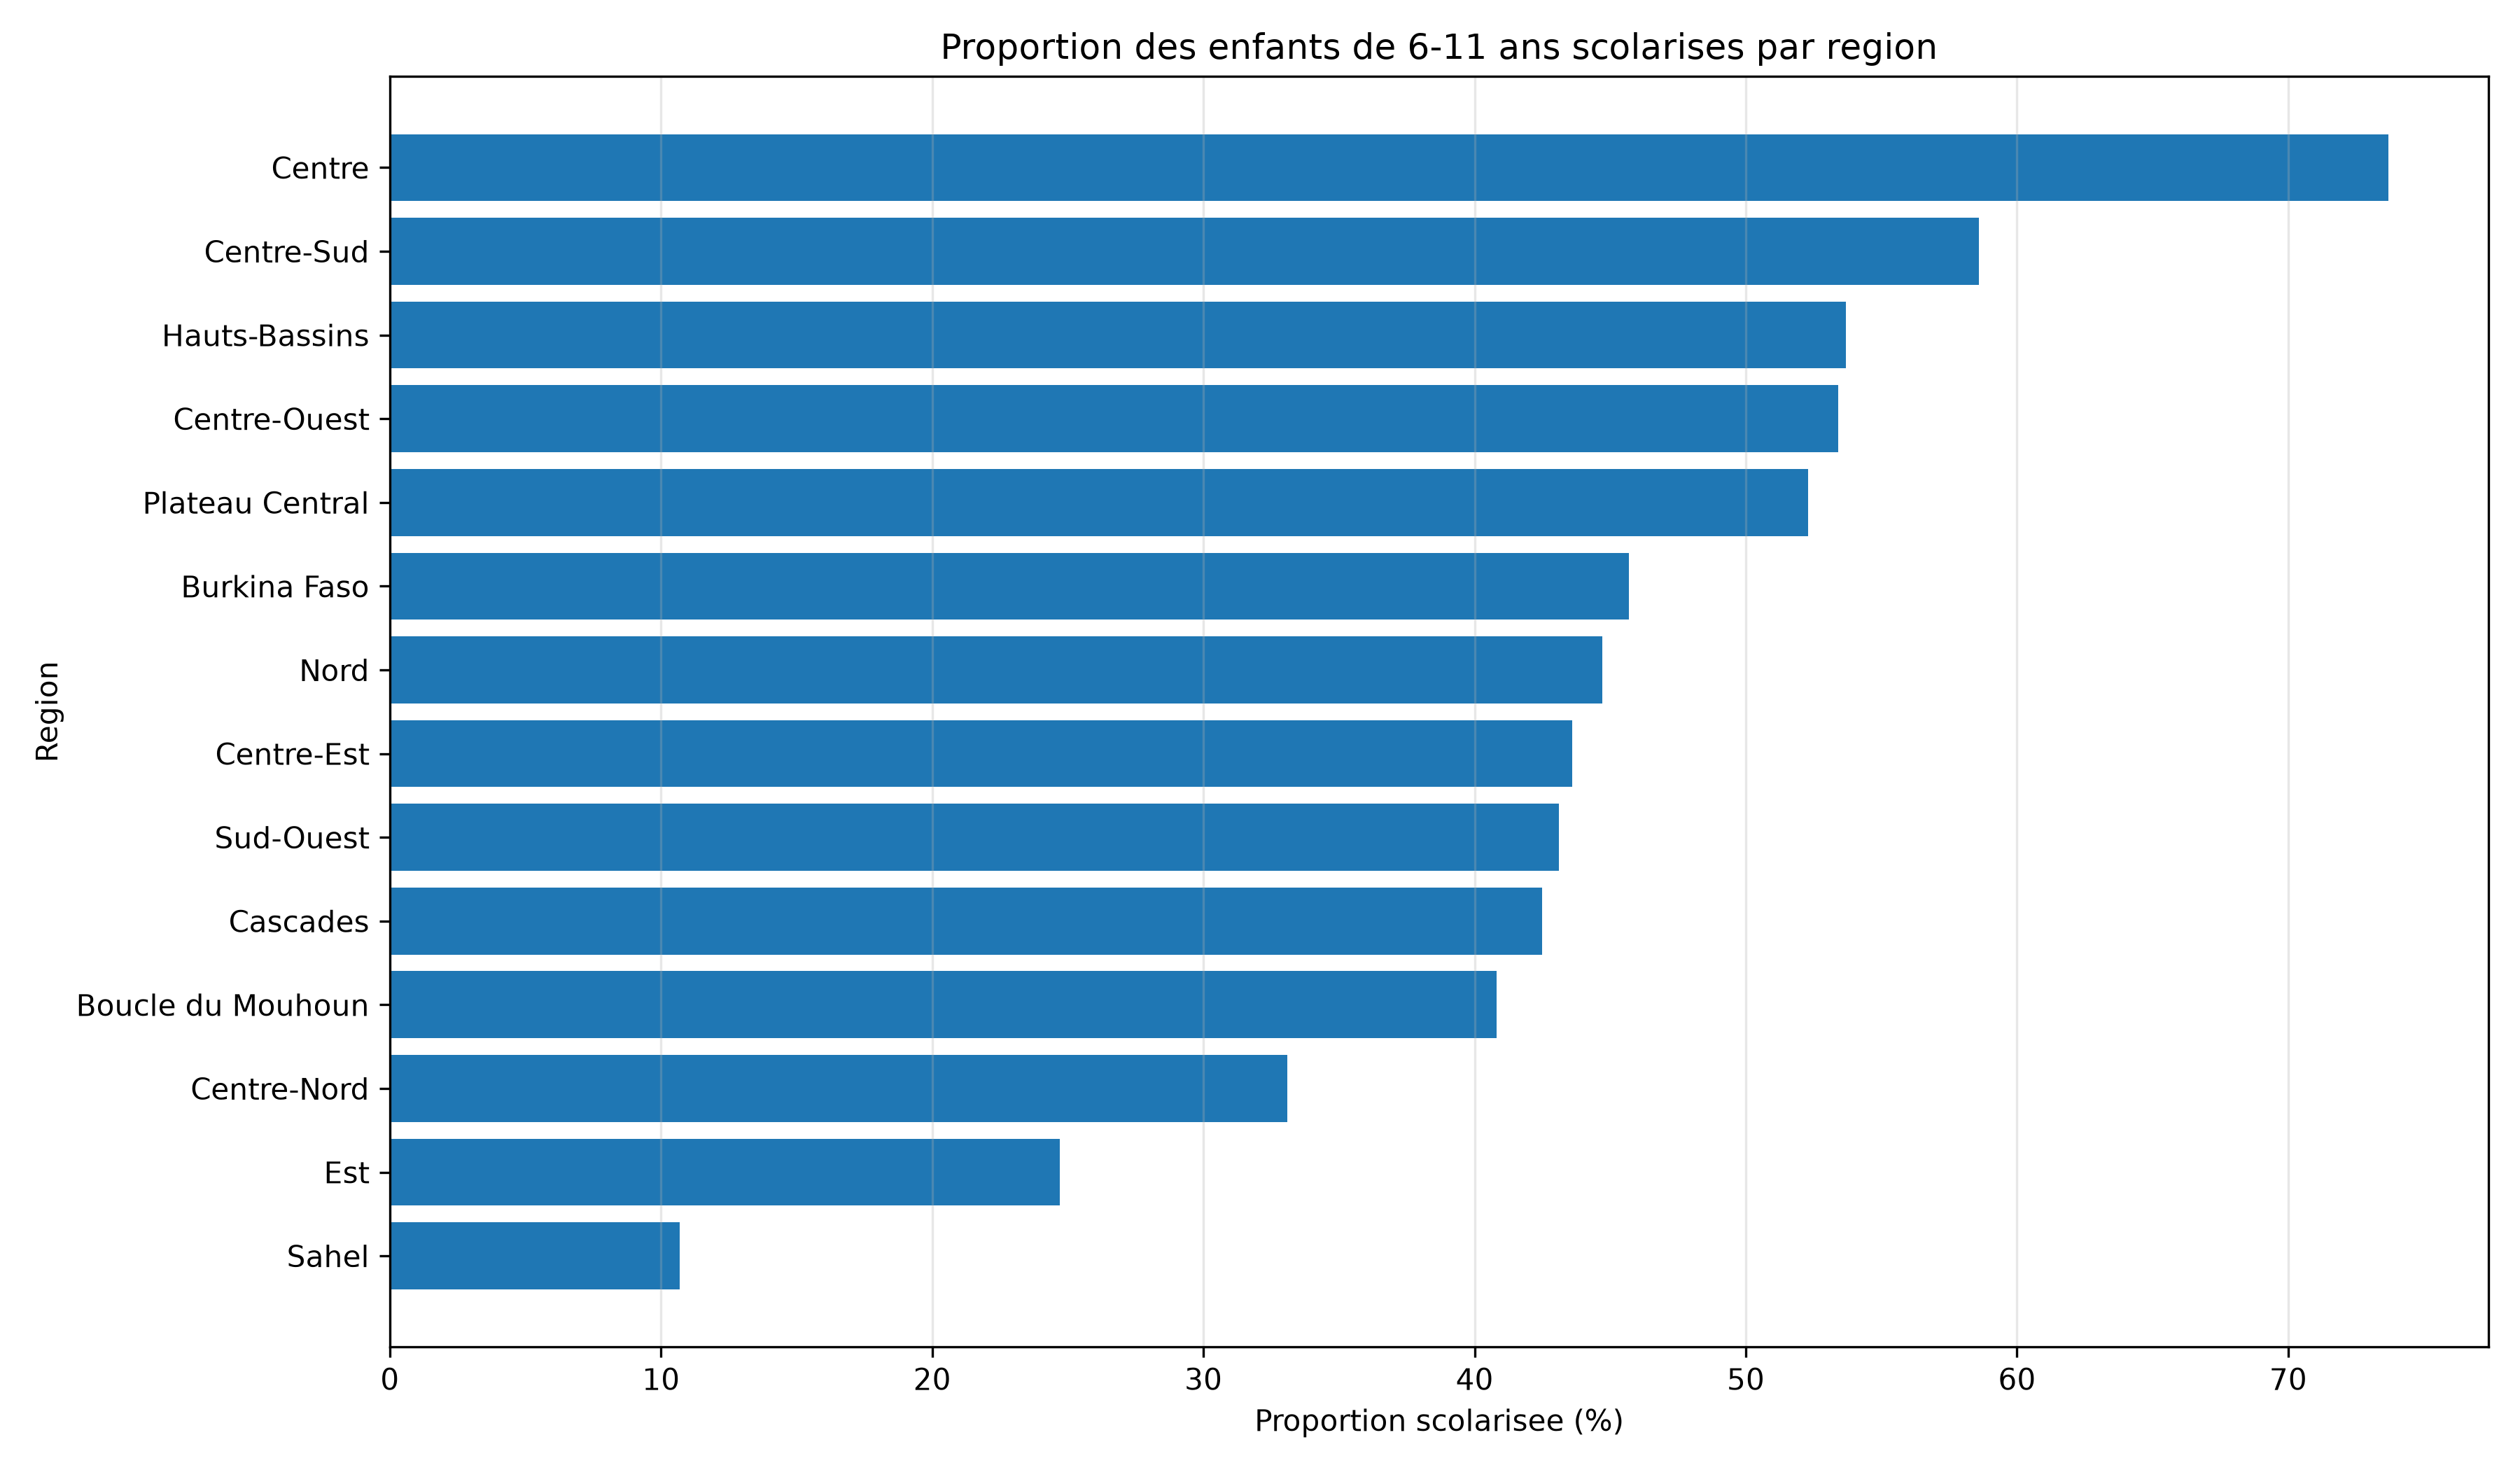 Proportion des enfants de 6-11 ans scolarises par region
Region
Centre
Centre-Sud
Hauts-Bassins
Centre-Ouest
Plateau Central
Burkina Faso
Nord
Centre-Est
Sud-Ouest
Cascades
Boucle du Mouhoun
Centre-Nord
Est
Sahel
0 10 20 30 40 50 60 70
Proportion scolarisee (%)